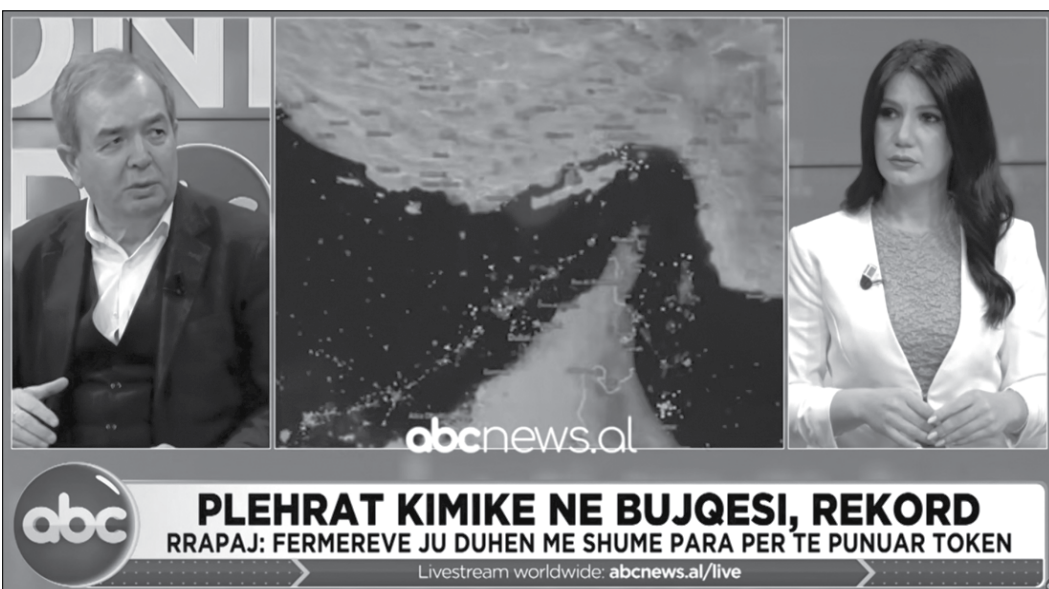 abcnews.al
abc
PLEHRAT KIMIKE NE BUJQESI, REKORD
RRAPAJ: FERMEREVE JU DUHEN ME SHUME PARA PER TE PUNUAR TOKEN
Livestream worldwide: abcnews.al/live